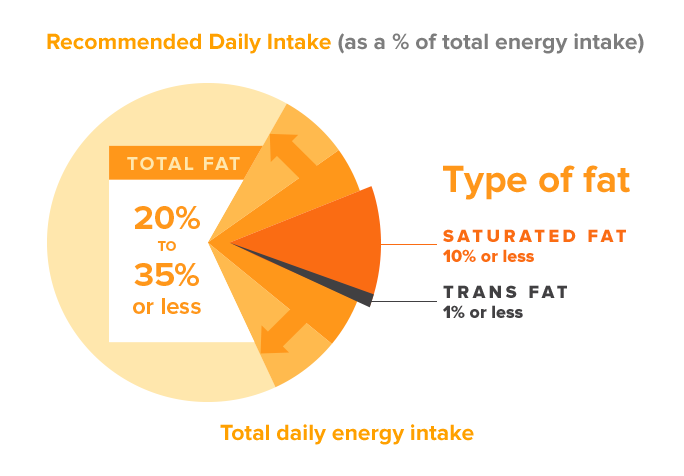 Recommended Daily Intake (as a % of total energy intake)
TOTAL FAT
20%
TO
35%
or less
Type of fat
SATURATED FAT
10% or less
TRANS FAT
1% or less
Total daily energy intake